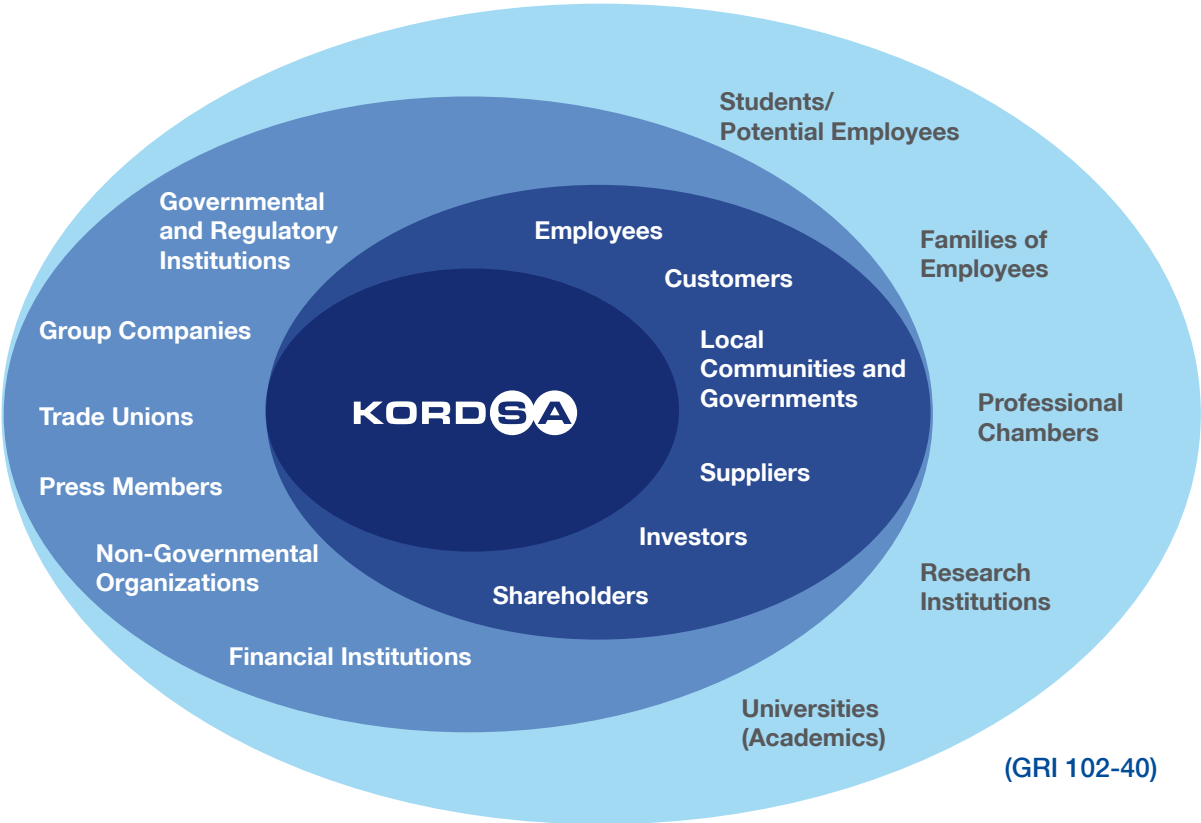 Students/
Potential Employees
Governmental
and Regulatory
Institutions
Employees
Families of
Employees
Customers
Group Companies
Local
Communities and
Governments
KORDSA
Trade Unions
Professional
Chambers
Press Members
Suppliers
Investors
Non-Governmental
Organizations
Research
Institutions
Shareholders
Financial Institutions
Universities
(Academics)
(GRI 102-40)